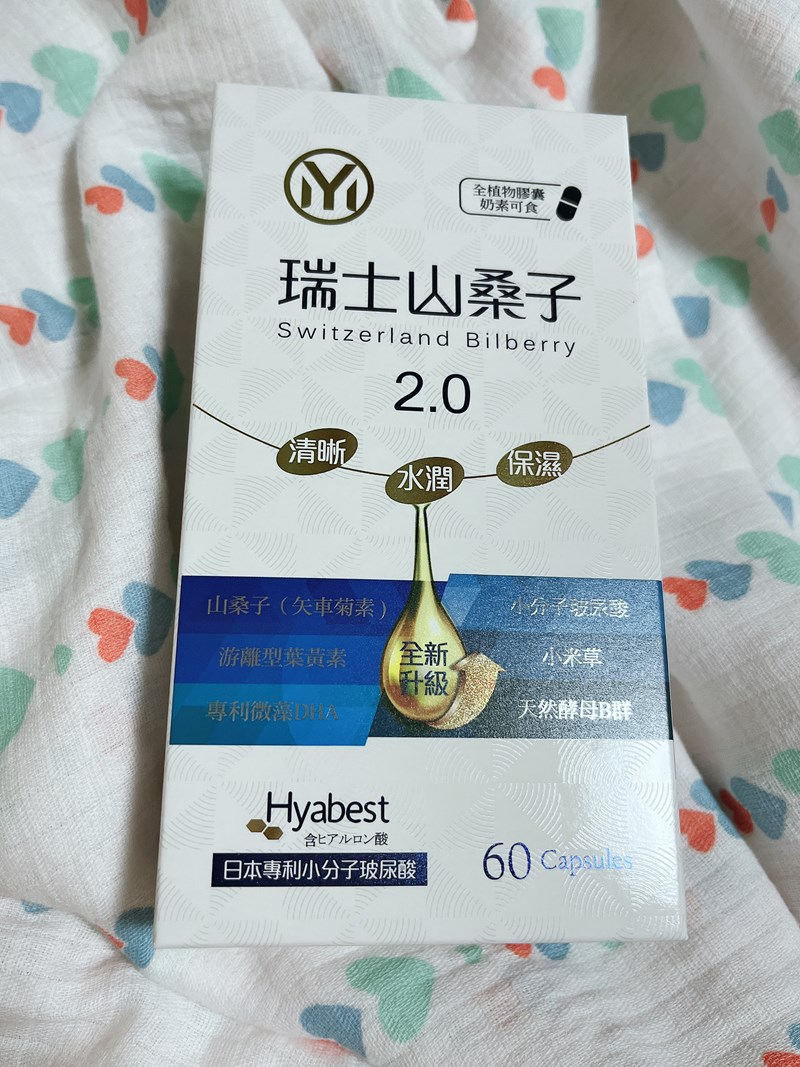 全植物膠囊
奶素可食
瑞士山桑子
Switzerland Bilberry
2.0
清晰
水潤
保濕
山桑子(矢車菊素)
游離型葉黃素
專利微藻DHA
全新
升級
小分子玻尿酸
小米草
天然酵母B群
Hyabest
含ヒアルロン酸
日本專利小分子玻尿酸
60 Capsules